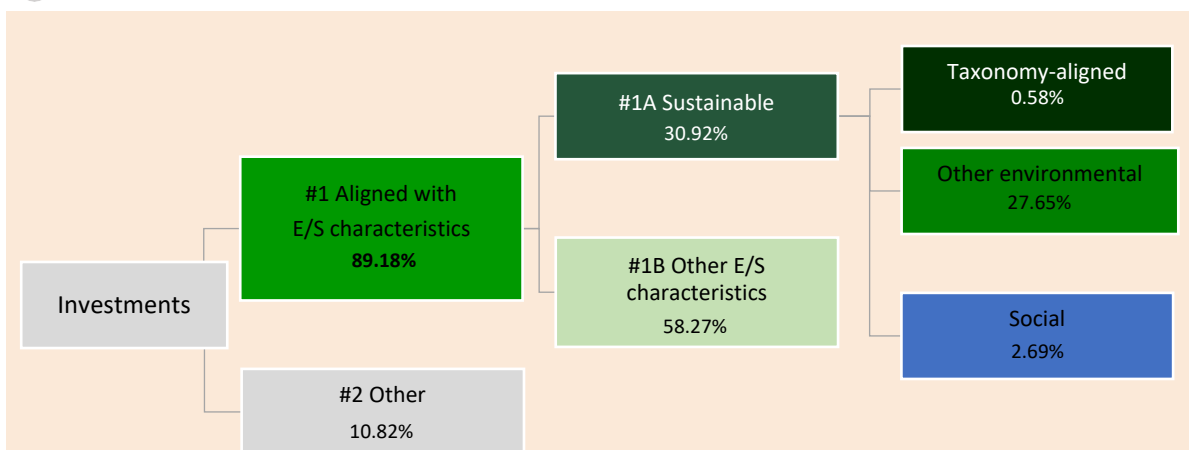 Investments
#1 Aligned with
E/S characteristics
89.18%
#2 Other
10.82%
#1A Sustainable
30.92%
#1B Other E/S
characteristics
58.27%
Taxonomy-aligned
0.58%
Other environmental
27.65%
Social
2.69%